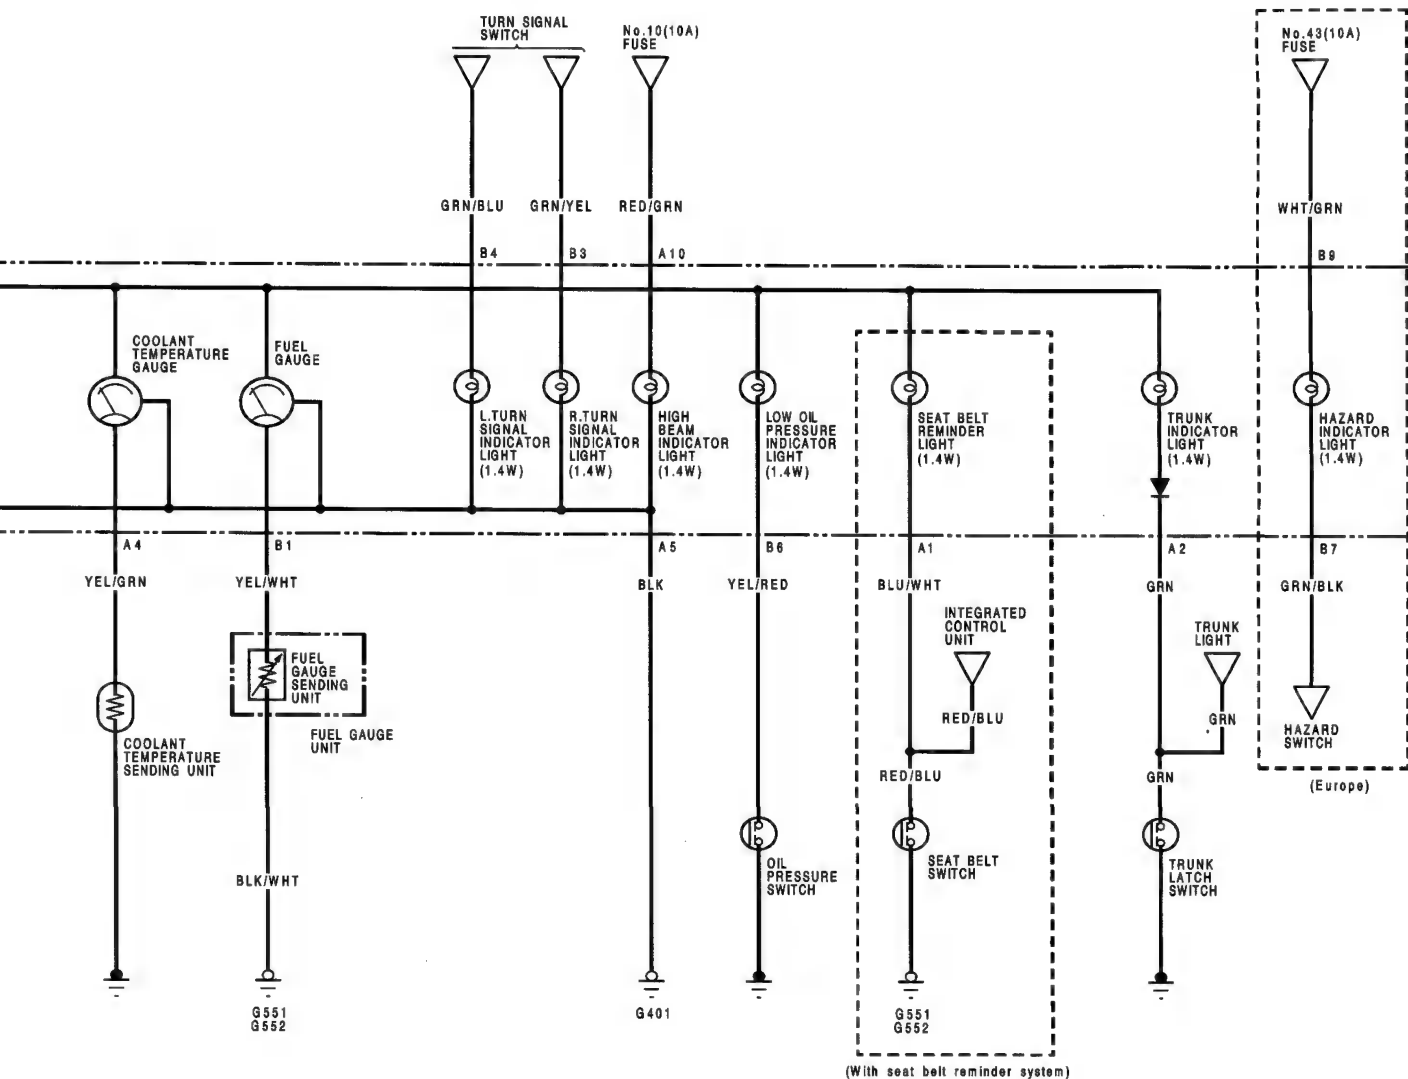 TURN SIGNAL
SWITCH
No.10(10A)
FUSE
No.43(10A)
FUSE
GRN/BLU
GRN/YEL
RED/GRN
WHT/GRN
B4
B3
A10
B9
COOLANT
TEMPERATURE
GAUGE
FUEL
GAUGE
L.TURN
SIGNAL
INDICATOR
LIGHT
(1.4W)
R.TURN
SIGNAL
INDICATOR
LIGHT
(1.4W)
HIGH
BEAM
INDICATOR
LIGHT
(1.4W)
LOW OIL
PRESSURE
INDICATOR
LIGHT
(1.4W)
SEAT BELT
REMINDER
LIGHT
(1.4W)
TRUNK
INDICATOR
LIGHT
(1.4W)
HAZARD
INDICATOR
LIGHT
(1.4W)
A4
B1
A5
B6
A1
A2
B7
YEL/GRN
YEL/WHT
BLK
YEL/RED
BLU/WHT
GRN
GRN/BLK
INTEGRATED
CONTROL
UNIT
TRUNK
LIGHT
FUEL
GAUGE
SENDING
UNIT
FUEL GAUGE
UNIT
COOLANT
TEMPERATURE
SENDING UNIT
RED/BLU
GRN
HAZARD
SWITCH
RED/BLU
GRN
(Europe)
OIL
PRESSURE
SWITCH
SEAT BELT
SWITCH
TRUNK
LATCH
SWITCH
BLK/WHT
G551
G552
G401
G551
G552
(With seat belt reminder system)